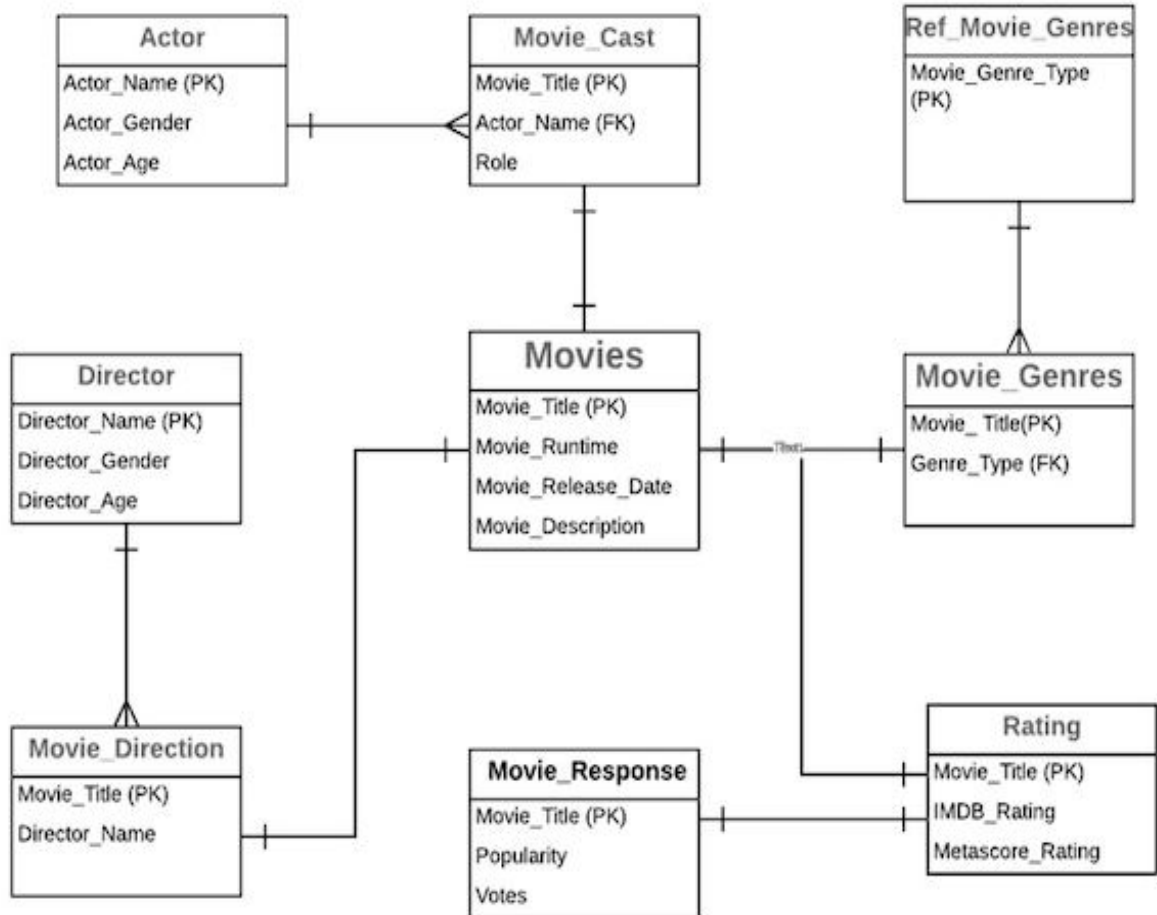 Actor
Actor_Name (PK)
Actor_Gender
Actor_Age
Movie_Cast
Movie_Title (PK)
Actor_Name (FK)
Role
Ref_Movie_Genres
Movie_Genre_Type
(PK)
Director
Director_Name (PK)
Director_Gender
Director_Age
Movies
Movie_Title (PK)
Movie_Runtime
Movie_Release_Date
Movie_Description
Movie_Genres
Movie_ Title(PK)
Genre_Type (FK)
Movie_Direction
Movie_Title (PK)
Director_Name
Movie_Response
Movie_Title (PK)
Popularity
Votes
Rating
Movie_Title (PK)
IMDB_Rating
Metascore_Rating